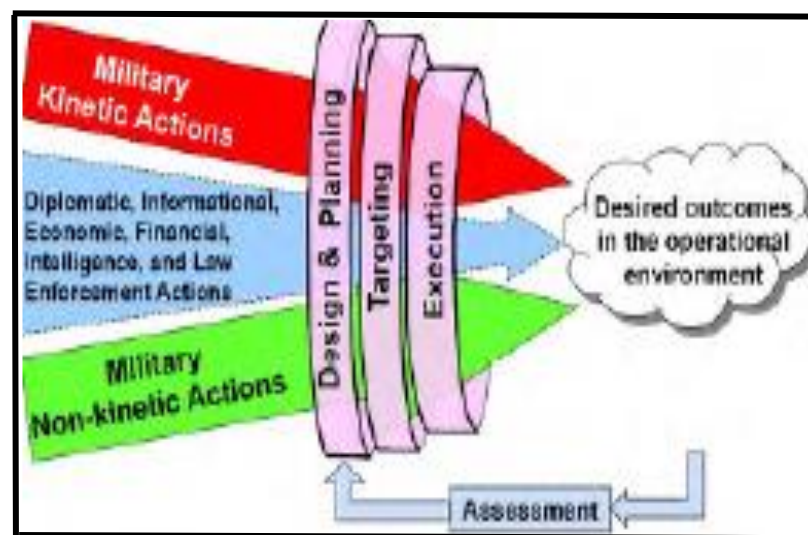 Military
Kinetic Actions
Diplomatic, Informational,
Economic, Financial,
Intelligence, and Law
Enforcement Actions
Military
Non-kinetic Actions
Design & Planning
Targeting
Execution
Desired outcomes
in the operational
environment
Assessment